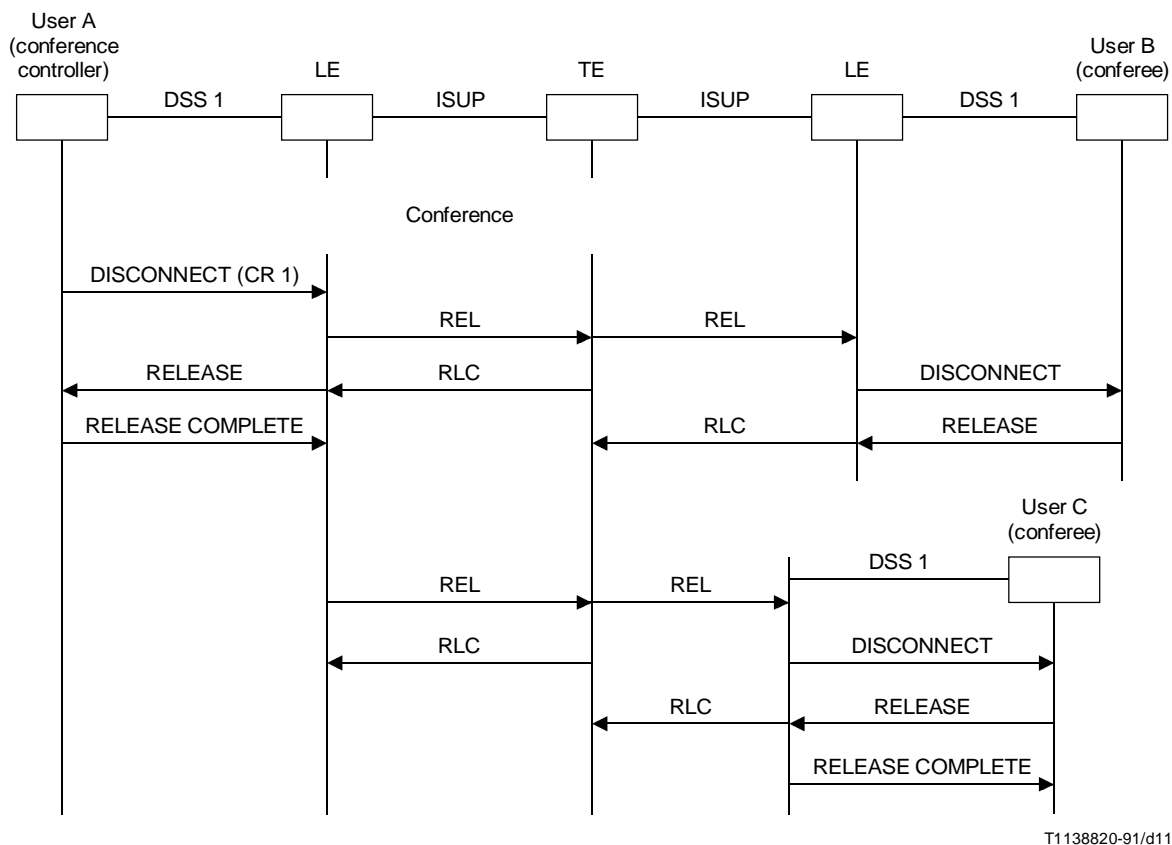 User A
(conference
controller)
LE
TE
LE
User B
(conferee)
DSS 1
ISUP
ISUP
DSS 1
Conference
DISCONNECT (CR 1)
REL
REL
RELEASE
RLC
DISCONNECT
RELEASE COMPLETE
RLC
RELEASE
User C
(conferee)
DSS 1
REL
REL
RLC
DISCONNECT
RLC
RELEASE
RELEASE COMPLETE
T1138820-91/d11